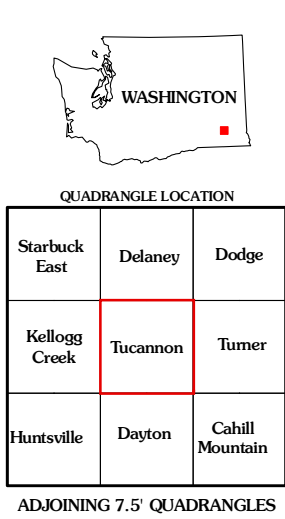 WASHINGTON
QUADRANGLE LOCATION
Starbuck
East
Delaney
Dodge
Kellogg
Creek
Tucannon
Turner
Huntsville
Dayton
Cahill
Mountain
ADJOINING 7.5' QUADRANGLES